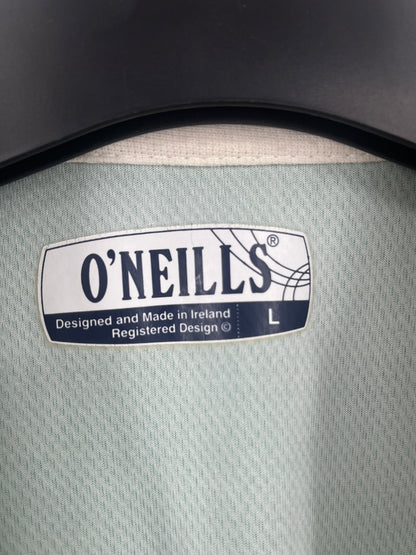 O'NEILLS®
Designed and Made in Ireland
Registered Design ©
L